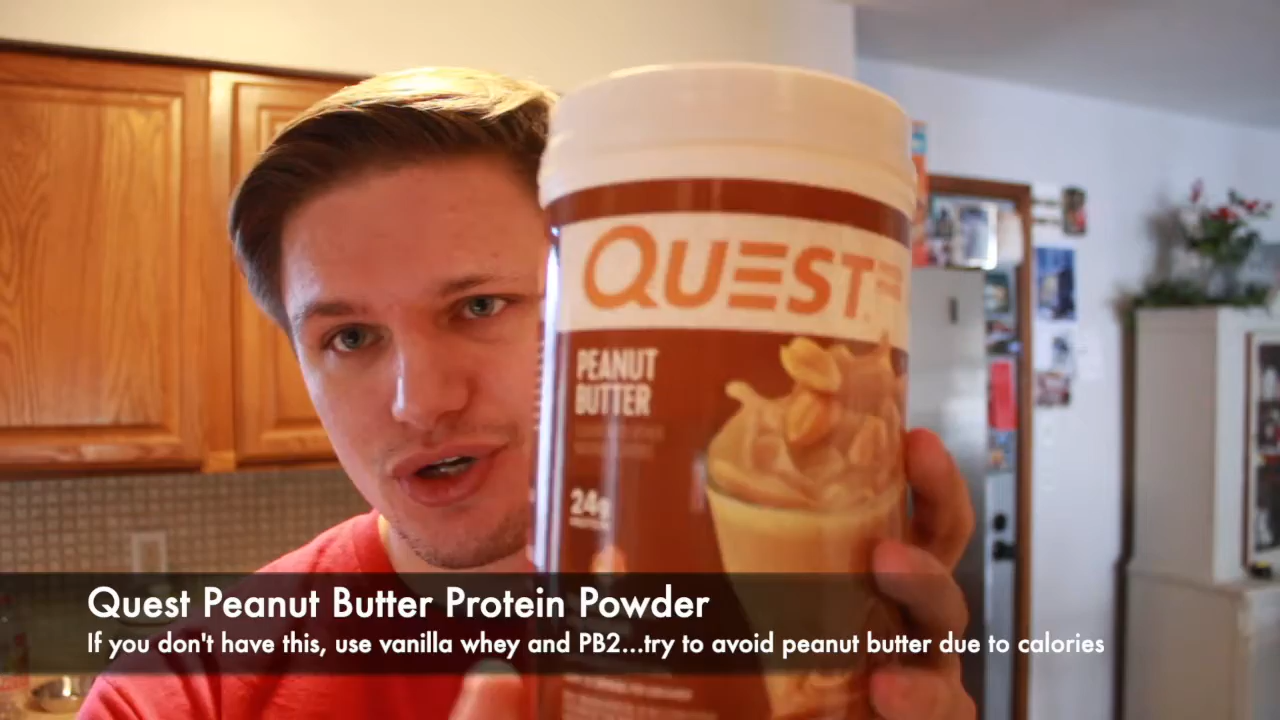 QUEST
PEANUT
BUTTER
24g
Quest Peanut Butter Protein Powder
If you don't have this, use vanilla whey and PB2...try to avoid peanut butter due to calories